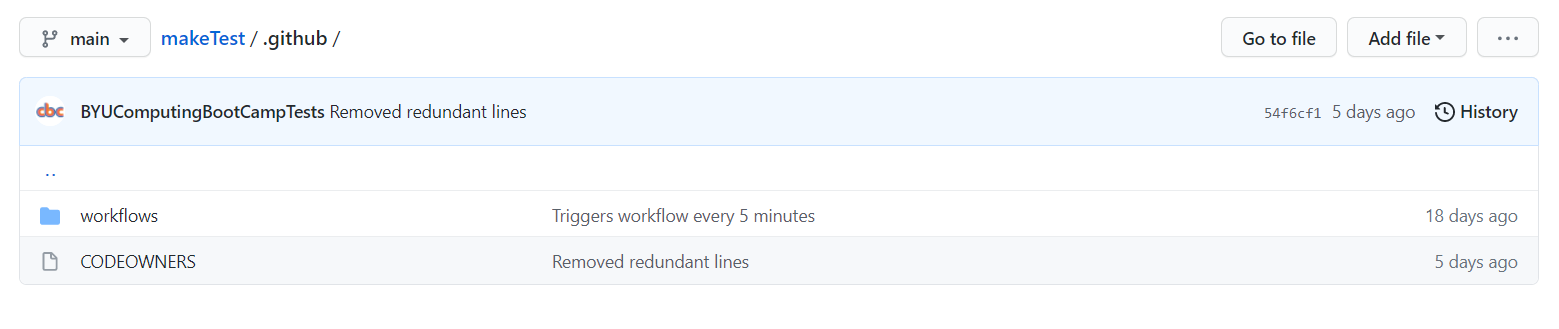 main makeTest / .github / Go to file Add file ...
cbc BYUComputingBootCampTests Removed redundant lines 54f6cf1 5 days ago History
..
workflows Triggers workflow every 5 minutes 18 days ago
CODEOWNERS Removed redundant lines 5 days ago